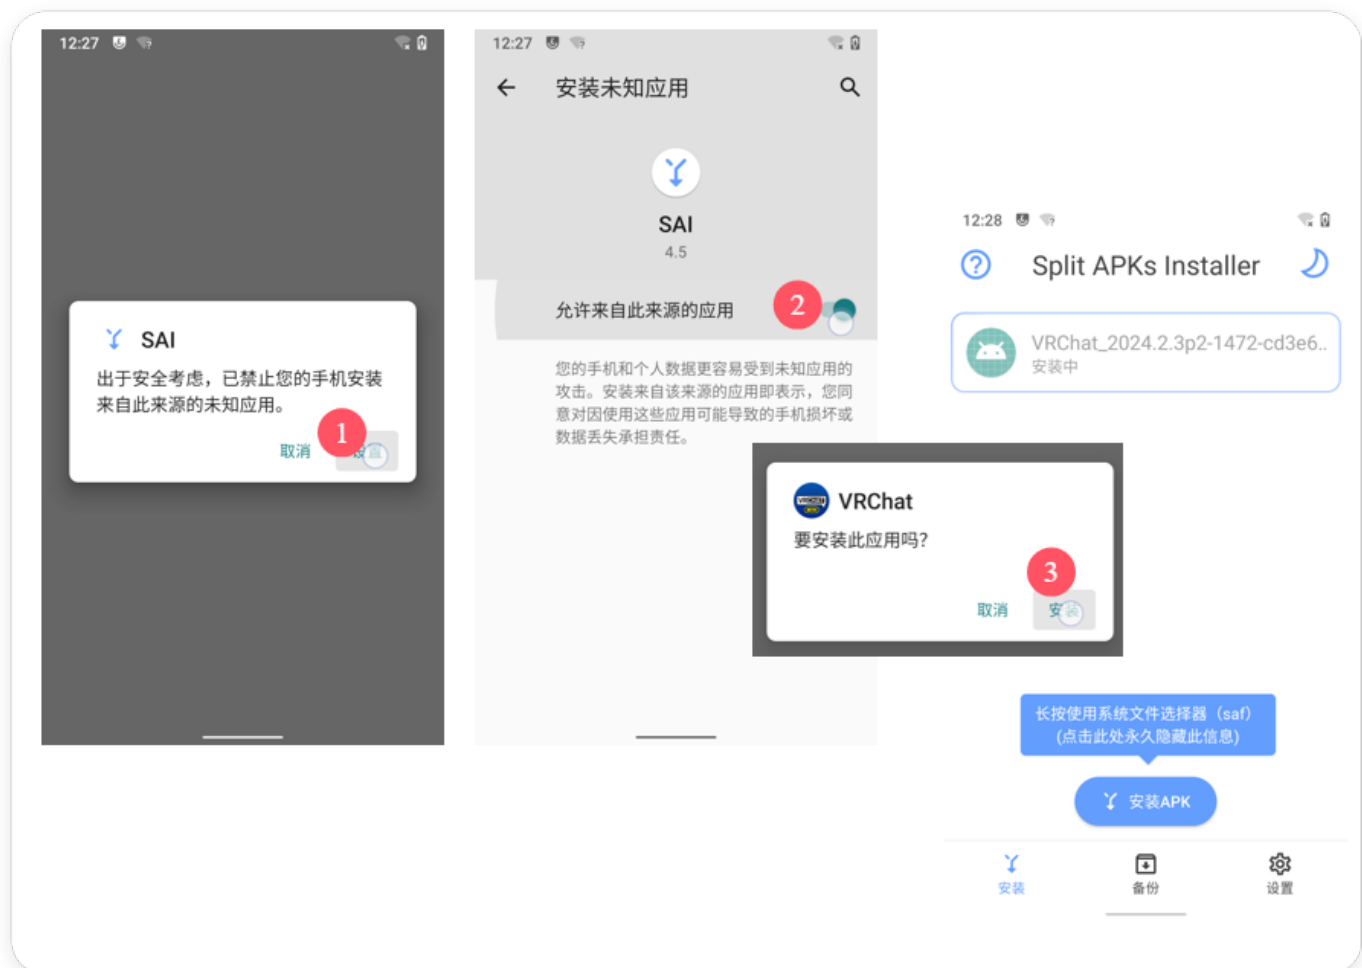 12:27
SAI
出于安全考虑，已禁止您的手机安装
来自此来源的未知应用。
取消
1
设置
12:27
安装未知应用
SAI
4.5
允许来自此来源的应用
2
您的手机和个人数据更容易受到未知应用的
攻击。安装来自该来源的应用即表示，您同
意对因使用这些应用可能导致的手机损坏或
数据丢失承担责任。
VRChat
要安装此应用吗？
3
取消
安装
12:28
Split APKs Installer
VRChat_2024.2.3p2-1472-cd3e6..
安装中
长按使用系统文件选择器（saf）
(点击此处永久隐藏此信息)
安装APK
安装
备份
设置